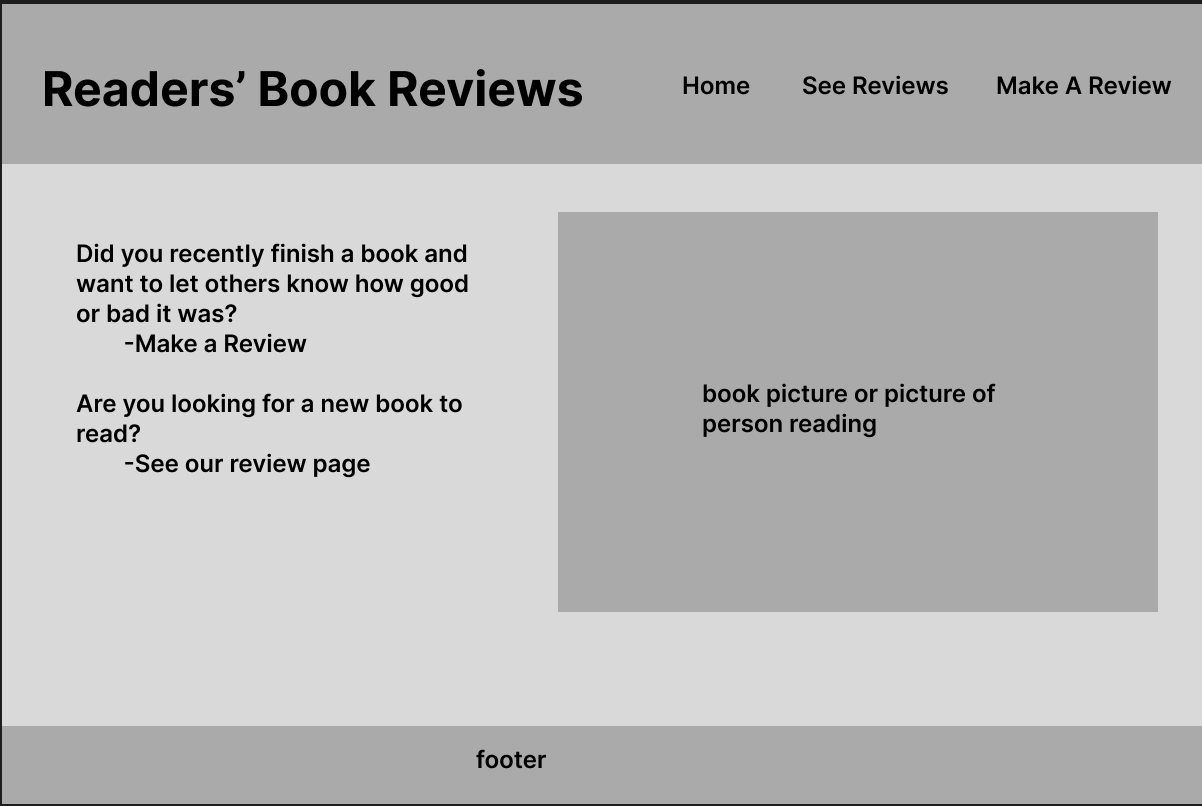 Readers’ Book Reviews
Home
See Reviews
Make A Review
Did you recently finish a book and
want to let others know how good
or bad it was?
-Make a Review
Are you looking for a new book to
read?
-See our review page
book picture or picture of
person reading
footer